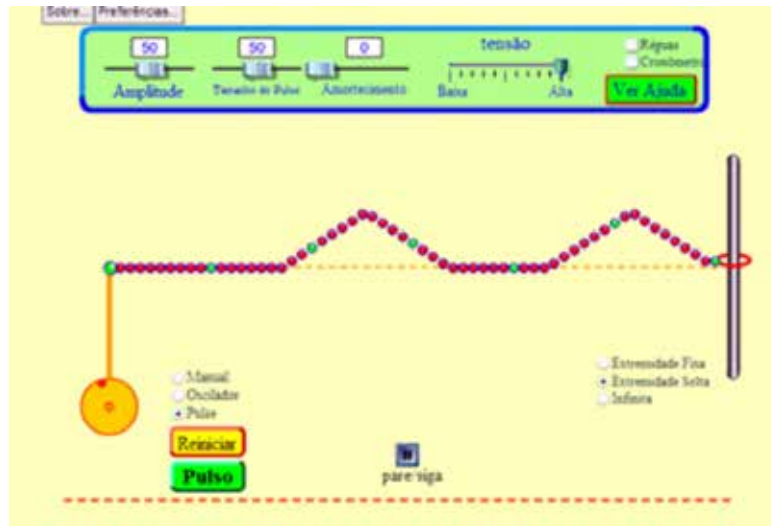 Sobre... Preferências...
50 50 0
Amplitude Tamanho do Pulso Amortecimento
tensão
Baixa Alta
Réguas
Cronômetro
Ver Ajuda
Manual
Oscilador
Pulse
Reiniciar
Pulso
pare/siga
Extremidade Fixa
Extremidade Solta
Infinita